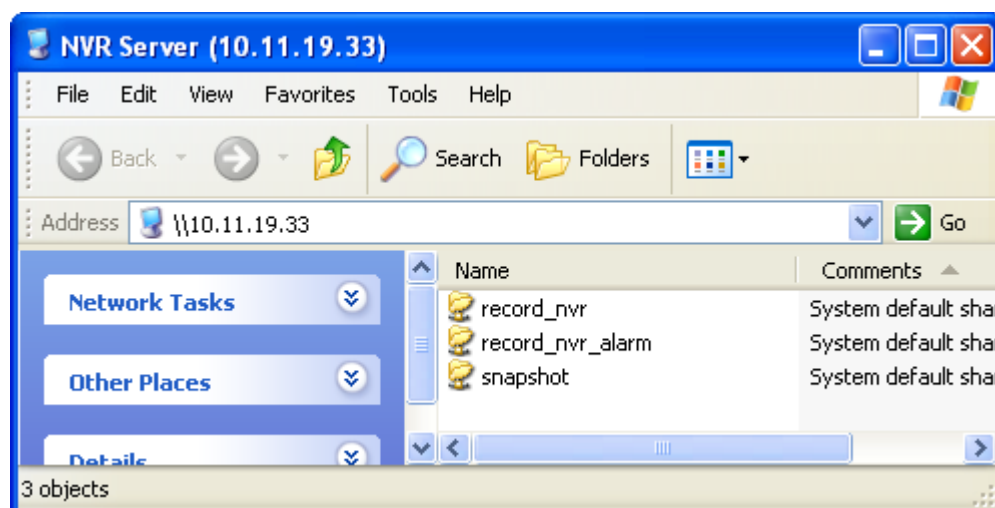 NVR Server (10.11.19.33)
File Edit View Favorites Tools Help
Back Search Folders
Address \\10.11.19.33 Go
Network Tasks
Other Places
Details
Name Comments
record_nvr System default sha
record_nvr_alarm System default sha
snapshot System default sha
3 objects